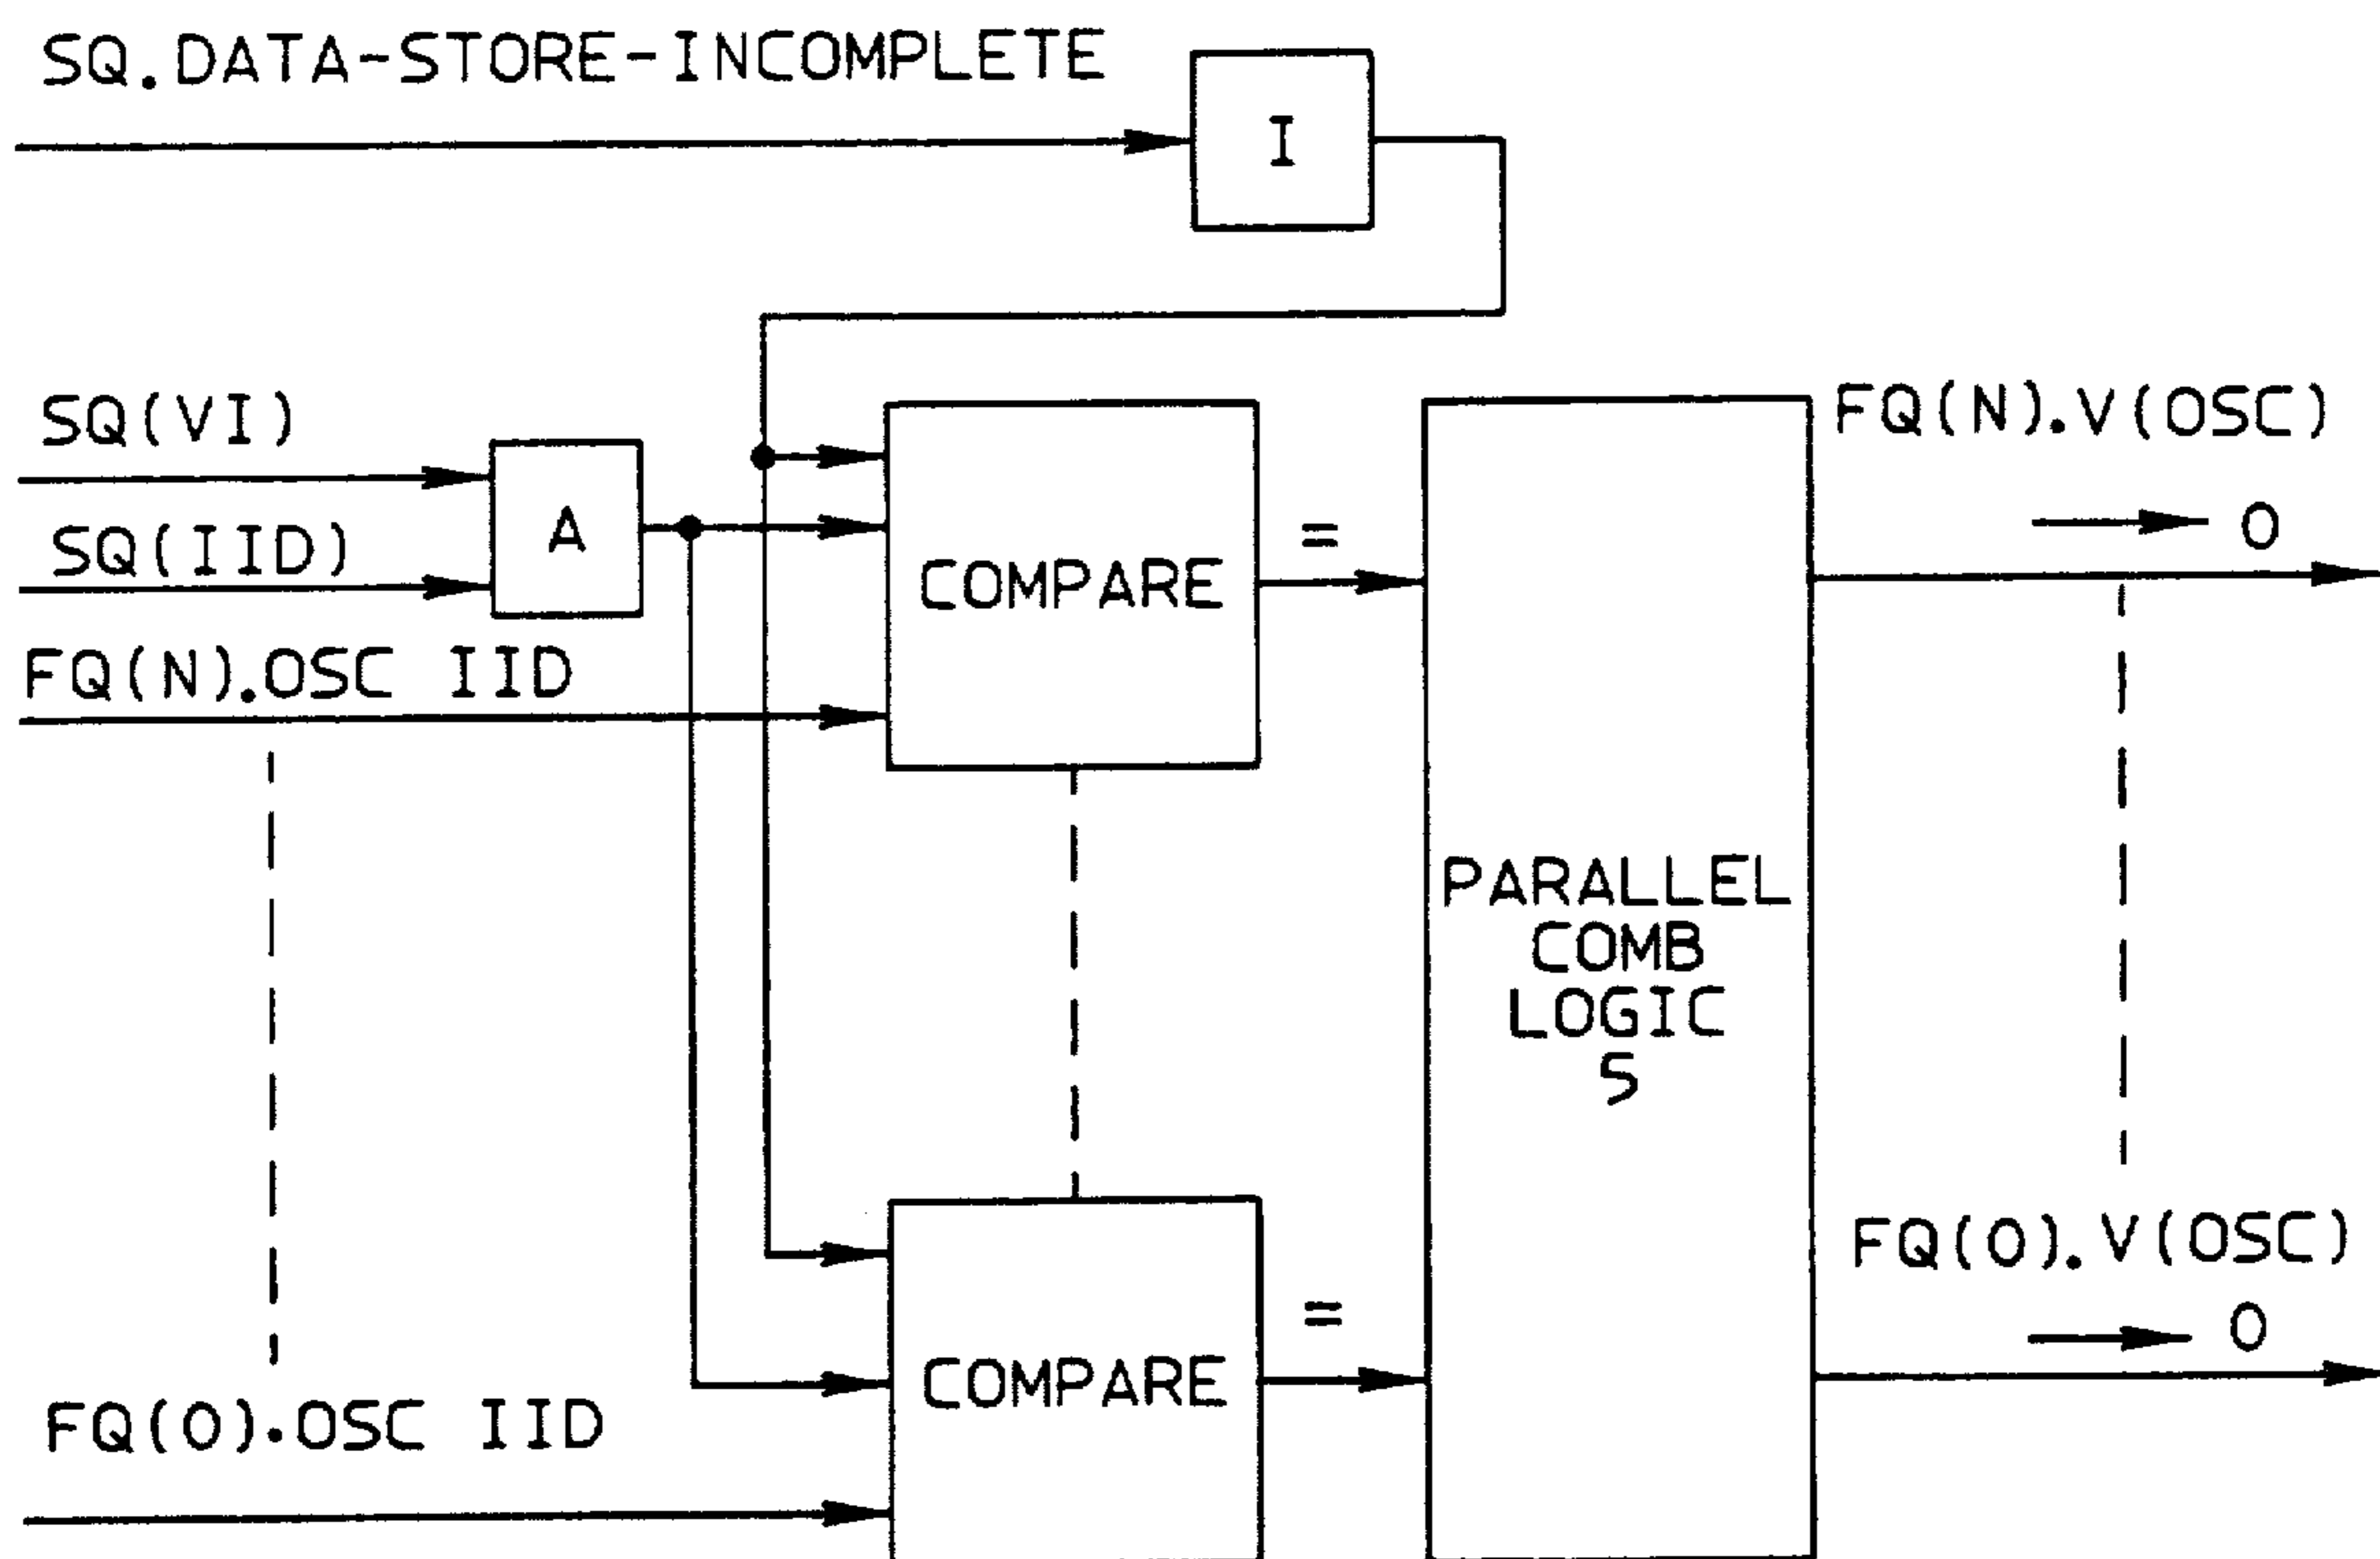 SQ.DATA-STORE-INCOMPLETE
I
SQ(VI)
A
SQ(IID)
FQ(N).OSC IID
COMPARE
=
PARALLEL
COMB
LOGIC
5
FQ(N).V(OSC)
0
FQ(0).OSC IID
COMPARE
=
FQ(0).V(OSC)
0